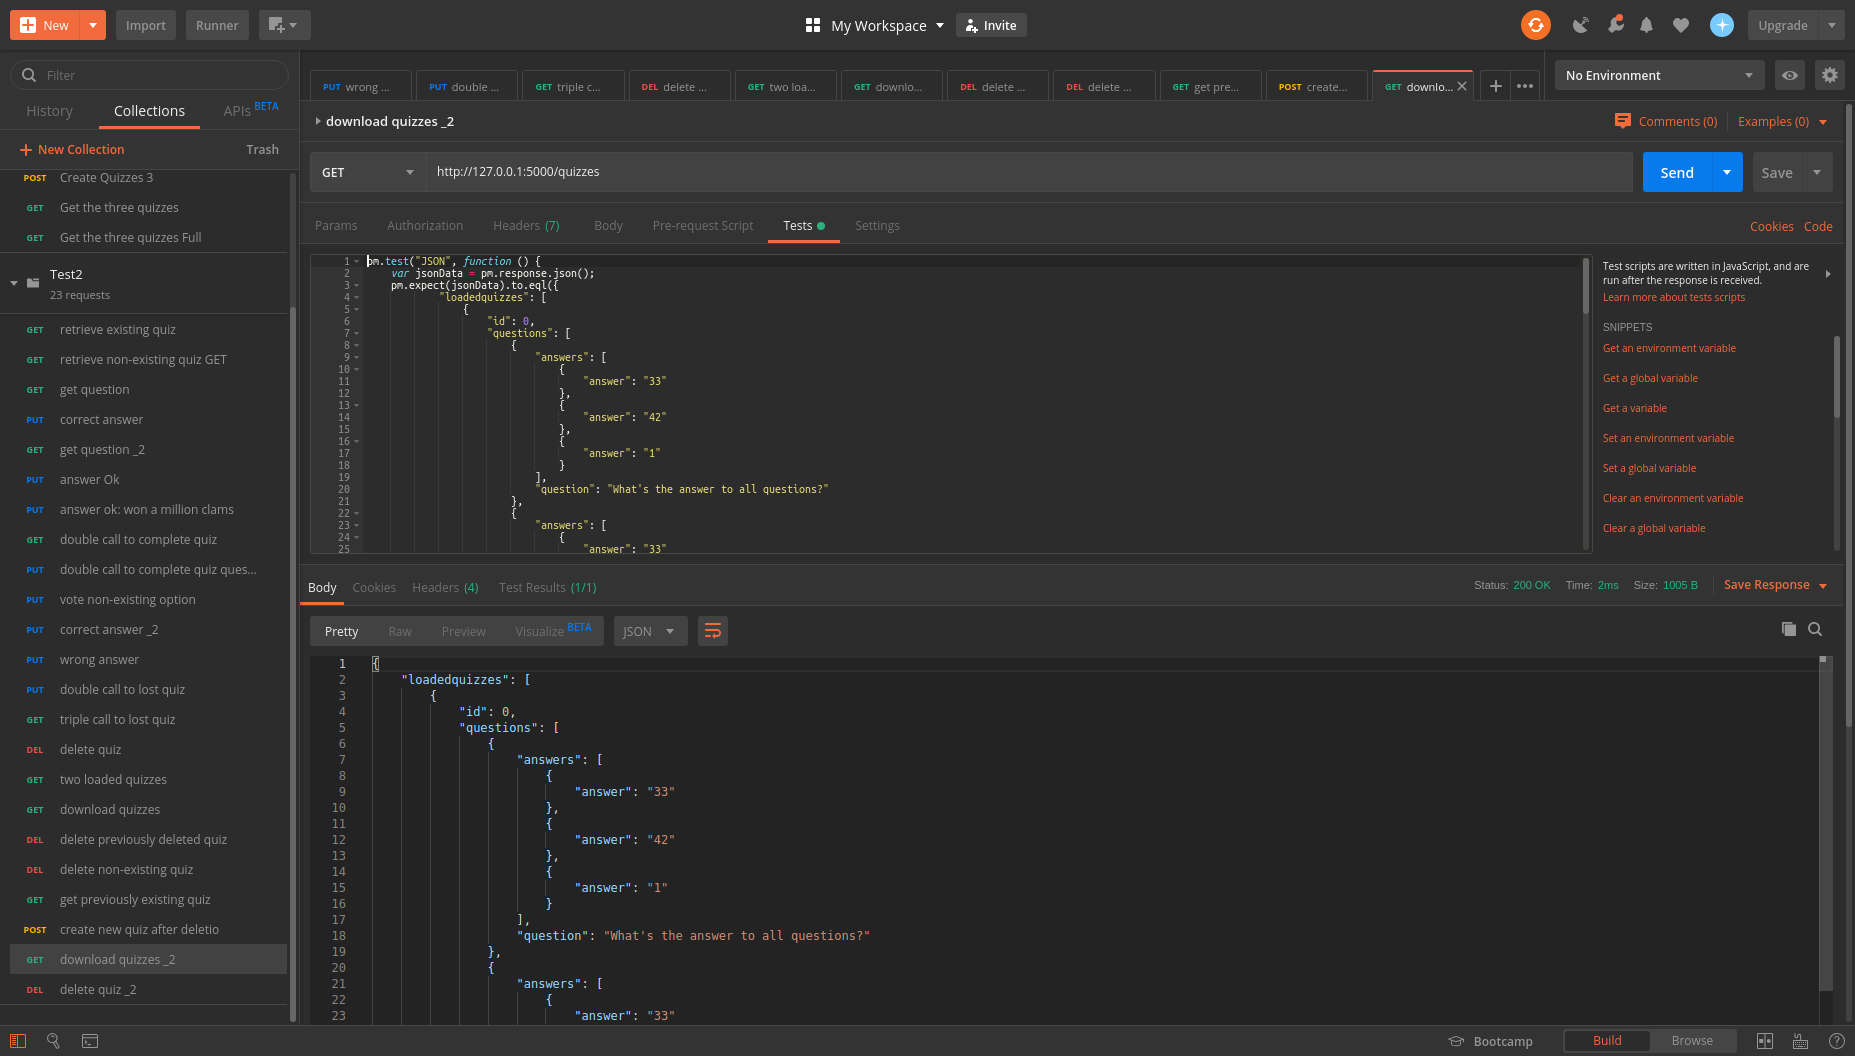 New
Import
Runner
My Workspace
Invite
Upgrade
Filter
History
Collections
APIs BETA
New Collection
Trash
POST Create Quizzes 3
GET Get the three quizzes
GET Get the three quizzes Full
Test2
23 requests
GET retrieve existing quiz
GET retrieve non-existing quiz GET
GET get question
PUT correct answer
GET get question _2
PUT answer Ok
PUT answer ok: won a million clams
GET double call to complete quiz
PUT double call to complete quiz ques...
PUT vote non-existing option
PUT correct answer _2
PUT wrong answer
PUT double call to lost quiz
GET triple call to lost quiz
DEL delete quiz
GET two loaded quizzes
GET download quizzes
DEL delete previously deleted quiz
DEL delete non-existing quiz
GET get previously existing quiz
POST create new quiz after deletio
GET download quizzes _2
DEL delete quiz _2
PUT wrong ...
PUT double ...
GET triple c...
DEL delete ...
GET two loa...
GET downlo...
DEL delete ...
DEL delete ...
GET get pre...
POST create...
GET downlo...
No Environment
download quizzes _2
Comments (0)
Examples (0)
GET
http://127.0.0.1:5000/quizzes
Send
Save
Params
Authorization
Headers (7)
Body
Pre-request Script
Tests
Settings
Cookies
Code
1 pm.test("JSON", function () {
2 var jsonData = pm.response.json();
3 pm.expect(jsonData).to.eql({
4 "loadedquizzes": [
5 {
6 "id": 0,
7 "questions": [
8 {
9 "answers": [
10 {
11 "answer": "33"
12 },
13 {
14 "answer": "42"
15 },
16 {
17 "answer": "1"
18 }
19 ],
20 "question": "What's the answer to all questions?"
21 },
22 {
23 "answers": [
24 {
25 "answer": "33"
Test scripts are written in JavaScript, and are
run after the response is received.
Learn more about tests scripts
SNIPPETS
Get an environment variable
Get a global variable
Get a variable
Set an environment variable
Set a global variable
Clear an environment variable
Clear a global variable
Body
Cookies
Headers (4)
Test Results (1/1)
Status: 200 OK
Time: 2ms
Size: 1005 B
Save Response
Pretty
Raw
Preview
Visualize BETA
JSON
1 {
2 "loadedquizzes": [
3 {
4 "id": 0,
5 "questions": [
6 {
7 "answers": [
8 {
9 "answer": "33"
10 },
11 {
12 "answer": "42"
13 },
14 {
15 "answer": "1"
16 }
17 ],
18 "question": "What's the answer to all questions?"
19 },
20 {
21 "answers": [
22 {
23 "answer": "33"
Bootcamp
Build
Browse